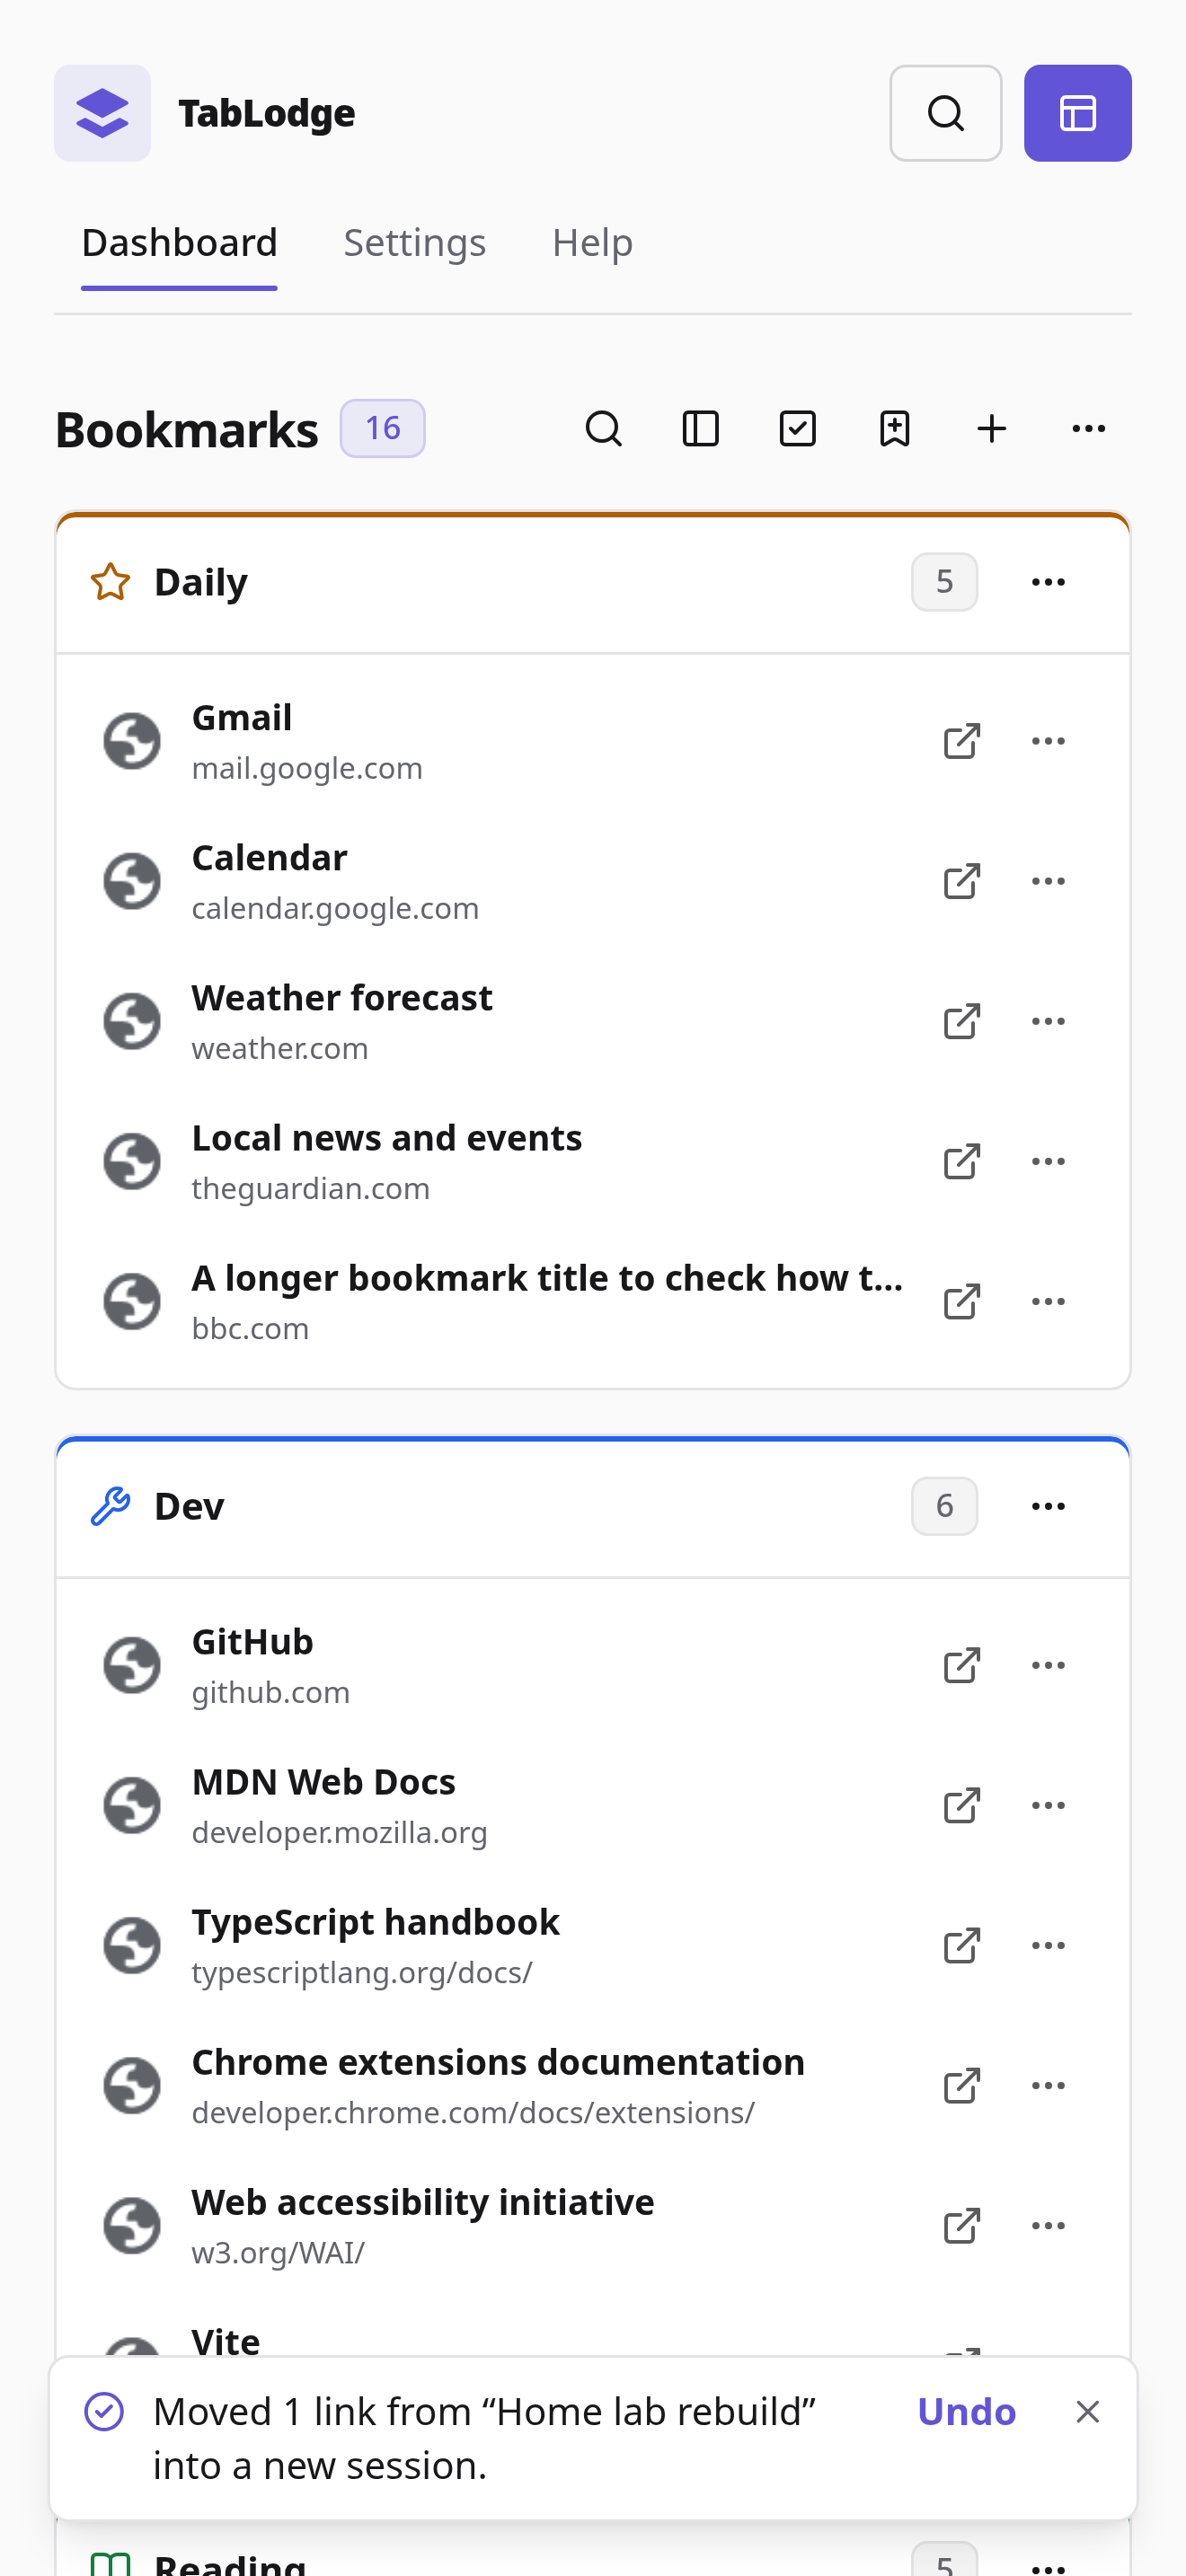 TabLodge
Dashboard
Settings
Help
Bookmarks
16
Daily
5
Gmail
mail.google.com
Calendar
calendar.google.com
Weather forecast
weather.com
Local news and events
theguardian.com
A longer bookmark title to check how t...
bbc.com
Dev
6
GitHub
github.com
MDN Web Docs
developer.mozilla.org
TypeScript handbook
typescriptlang.org/docs/
Chrome extensions documentation
developer.chrome.com/docs/extensions/
Web accessibility initiative
w3.org/WAI/
Vite
Moved 1 link from “Home lab rebuild”
into a new session.
Undo
Reading
5